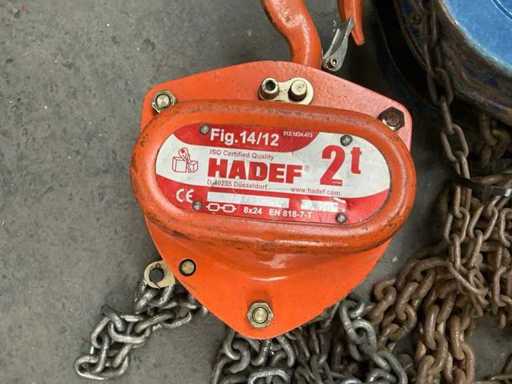 Fig.14/12
ISO Certified Quality
HADEF
2t
D-40235 Düsseldorf
www.hadef.com
CE
8x24 EN 818-7-T